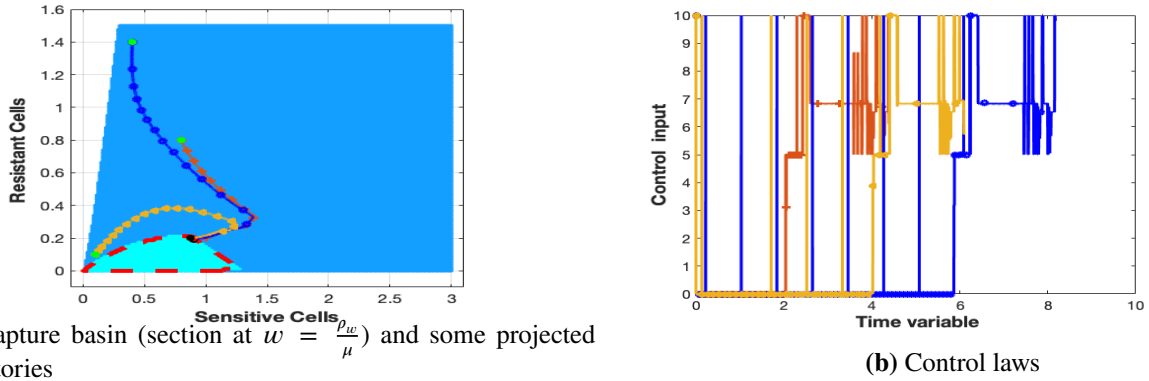 1.6
1.4
1.2
1
0.8
0.6
0.4
0.2
0
Resistant Cells
0 0.5 1 1.5 2 2.5 3
Sensitive Cells
apture basin (section at w = ρ_w/μ) and some projected
tories
10
9
8
7
6
5
4
3
2
1
0
Control input
0 2 4 6 8 10
Time variable
(b) Control laws